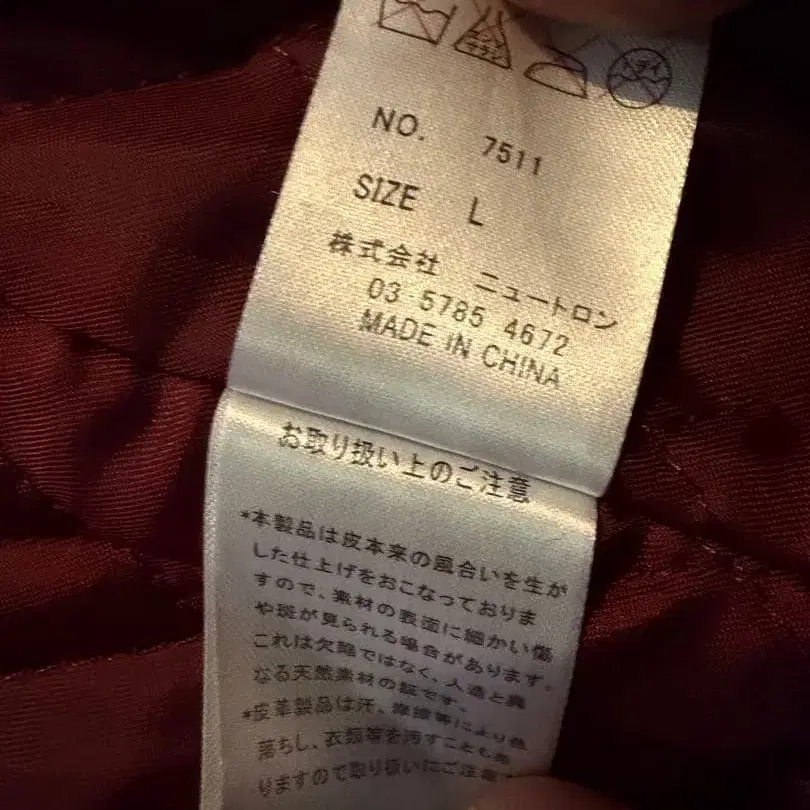 NO. 7511
SIZE L
株式会社 ニュートロン
03 5785 4672
MADE IN CHINA
お取り扱い上のご注意
*本製品は皮本来の風合いを生か
した仕上げをおこなっておりま
すので、素材の表面に細かい傷
や斑が見られる場合があります。
これは欠陥ではなく、人造と異
なる天然素材の証です。
*皮革製品は汗、摩擦等により色
落ちし、衣類等を汚すことも
りますので取り扱いにご注意